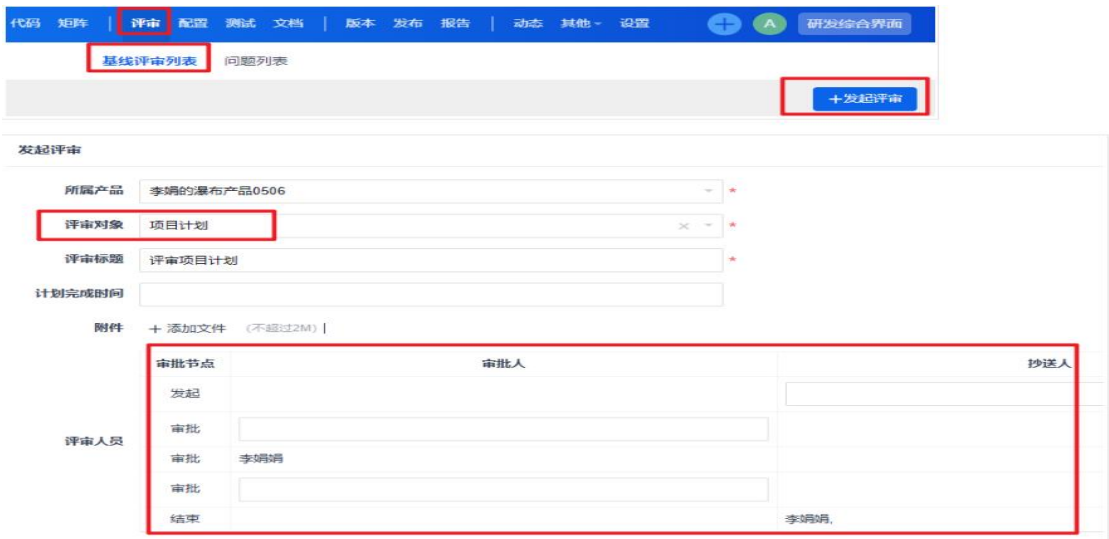 代码 矩阵 | 评审 配置 测试 文档 | 版本 发布 报告 | 动态 其他 设置 A 研发综合界面
基线评审列表 问题列表
+发起评审
发起评审
所属产品 李娟的瀑布产品0506 *
评审对象 项目计划 × *
评审标题 评审项目计划 *
计划完成时间
附件 + 添加文件 (不超过2M)
审批节点 审批人 抄送人
发起
评审人员
审批
审批 李娟娟
审批
结束 李娟娟,